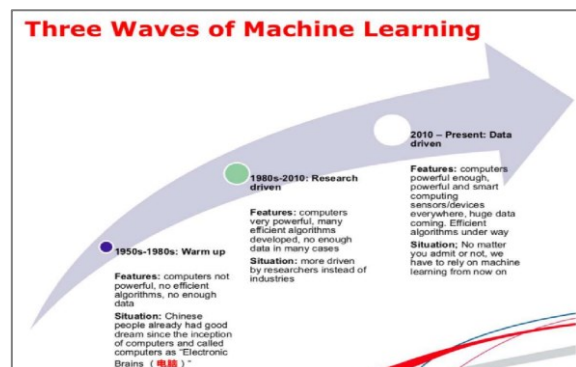 Three Waves of Machine Learning
1950s-1980s: Warm up
Features: computers not
powerful, no efficient
algorithms, no enough
data
Situation: Chinese
people already had good
dream since the inception
of computers and called
computers as "Electronic
Brains ( 电脑 ) "
1980s-2010: Research
driven
Features: computers
very powerful, many
efficient algorithms
developed, no enough
data in many cases
Situation: more driven
by researchers instead of
industries
2010 – Present: Data
driven
Features: computers
powerful enough,
powerful and smart
computing
sensors/devices
everywhere, huge data
coming. Efficient
algorithms under way
Situation; No matter
you admit or not, we
have to rely on machine
learning from now on